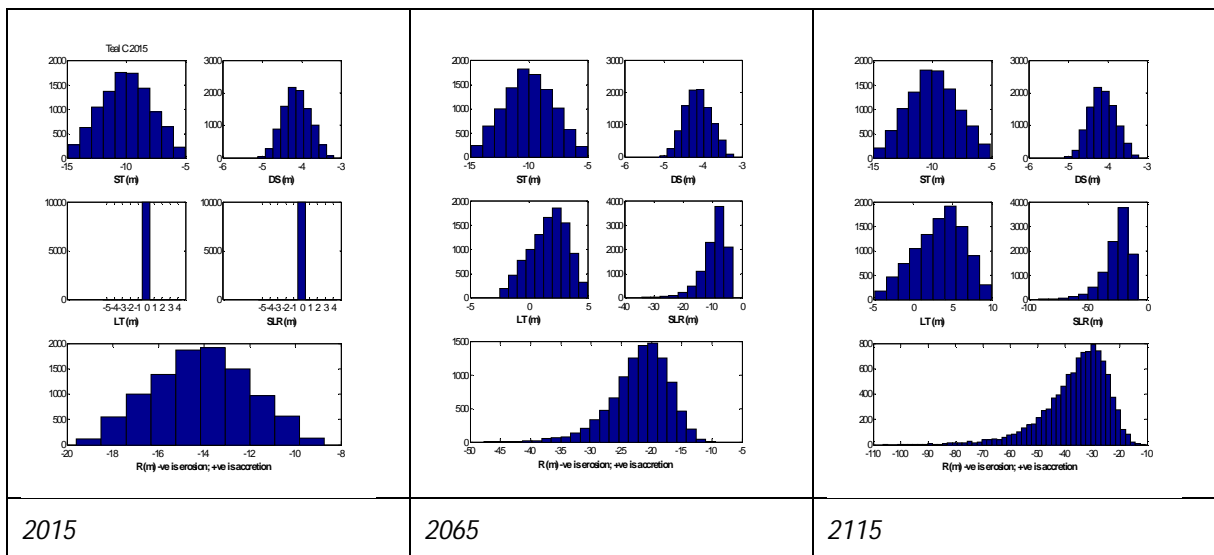 Teal C 2015
2000
1500
1000
500
0
-15 -10 -5
ST (m)
3000
2000
1000
0
-6 -5 -4 -3
DS (m)
10000
5000
0
-5-4-3-2-1 0 1 2 3 4
LT (m)
10000
5000
0
-5-4-3-2-1 0 1 2 3 4
SLR (m)
2000
1500
1000
500
0
-20 -18 -16 -14 -12 -10 -8
R (m) -ve is erosion; +ve is accretion
2015
2000
1500
1000
500
0
-15 -10 -5
ST (m)
3000
2000
1000
0
-6 -5 -4 -3
DS (m)
2000
1500
1000
500
0
-5 0 5
LT (m)
4000
3000
2000
1000
0
-40 -30 -20 -10 0
SLR (m)
1500
1000
500
0
-50 -45 -40 -35 -30 -25 -20 -15 -10 -5
R (m) -ve is erosion; +ve is accretion
2065
2000
1500
1000
500
0
-15 -10 -5
ST (m)
3000
2000
1000
0
-6 -5 -4 -3
DS (m)
2000
1500
1000
500
0
-5 0 5 10
LT (m)
4000
3000
2000
1000
0
-100 -50 0
SLR (m)
800
600
400
200
0
-110 -100 -90 -80 -70 -60 -50 -40 -30 -20 -10
R (m) -ve is erosion; +ve is accretion
2115